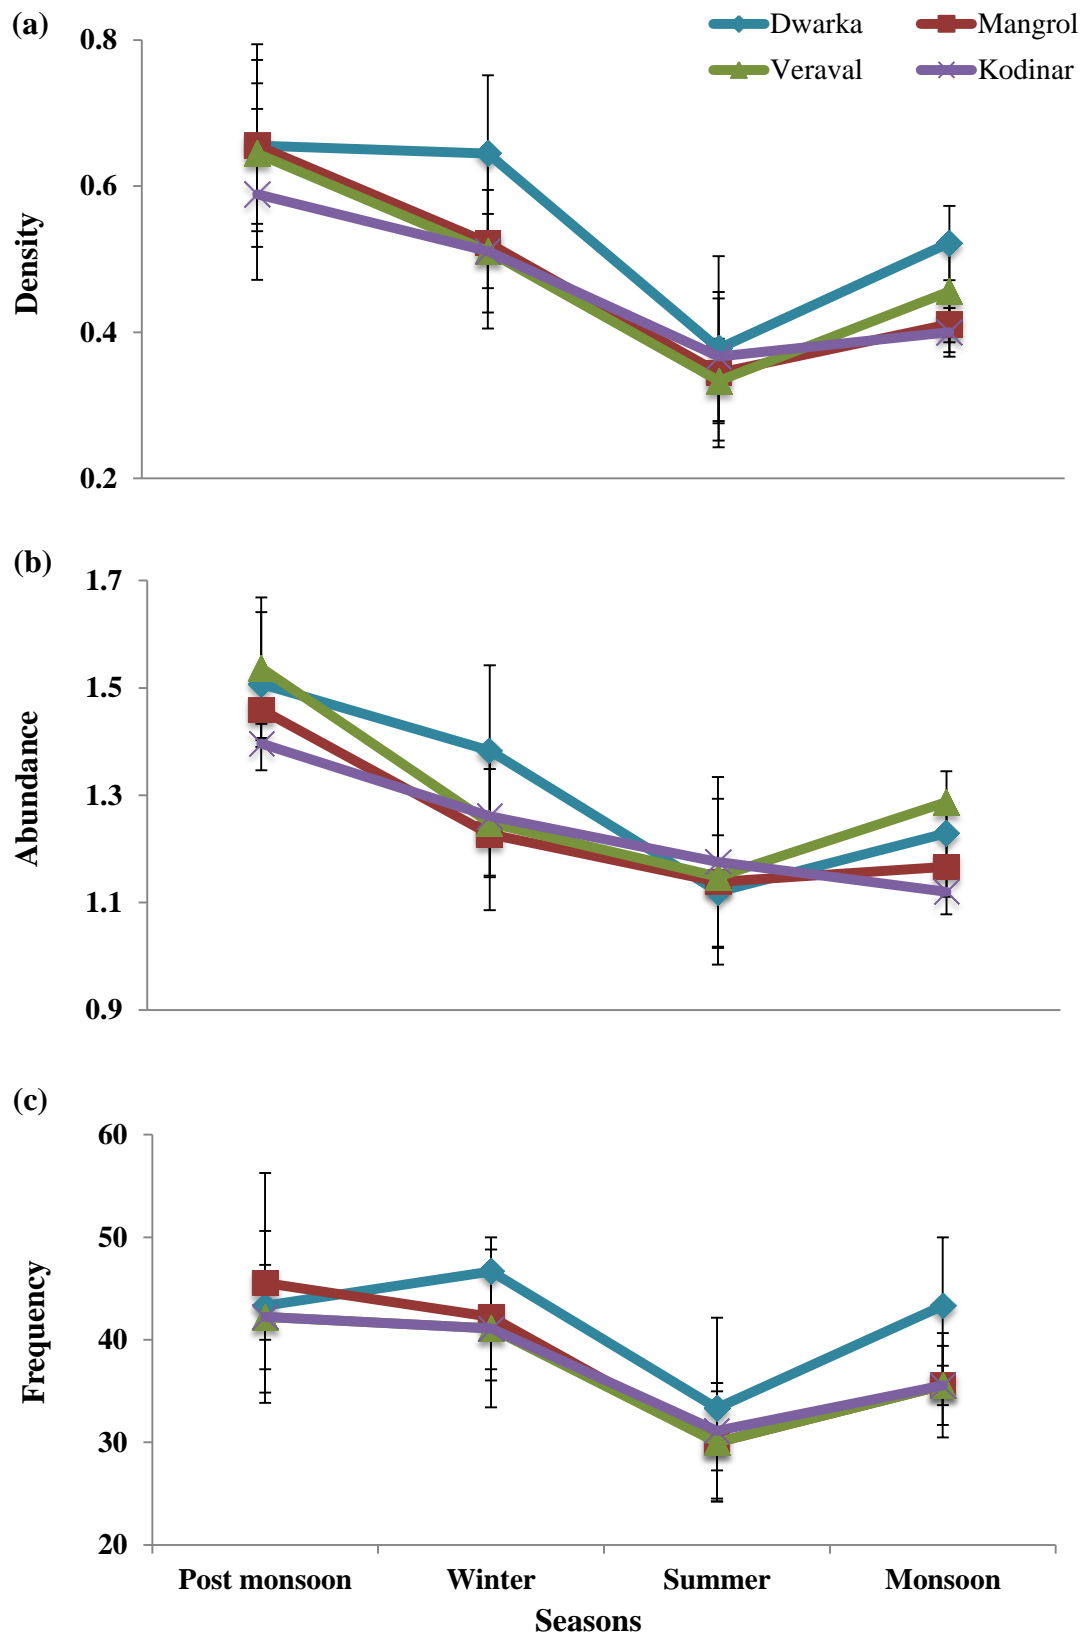 (a)
Dwarka Mangrol
Veraval Kodinar
0.8
0.6
0.4
0.2
Density
(b)
1.7
1.5
1.3
1.1
0.9
Abundance
(c)
60
50
40
30
20
Frequency
Post monsoon Winter Summer Monsoon
Seasons